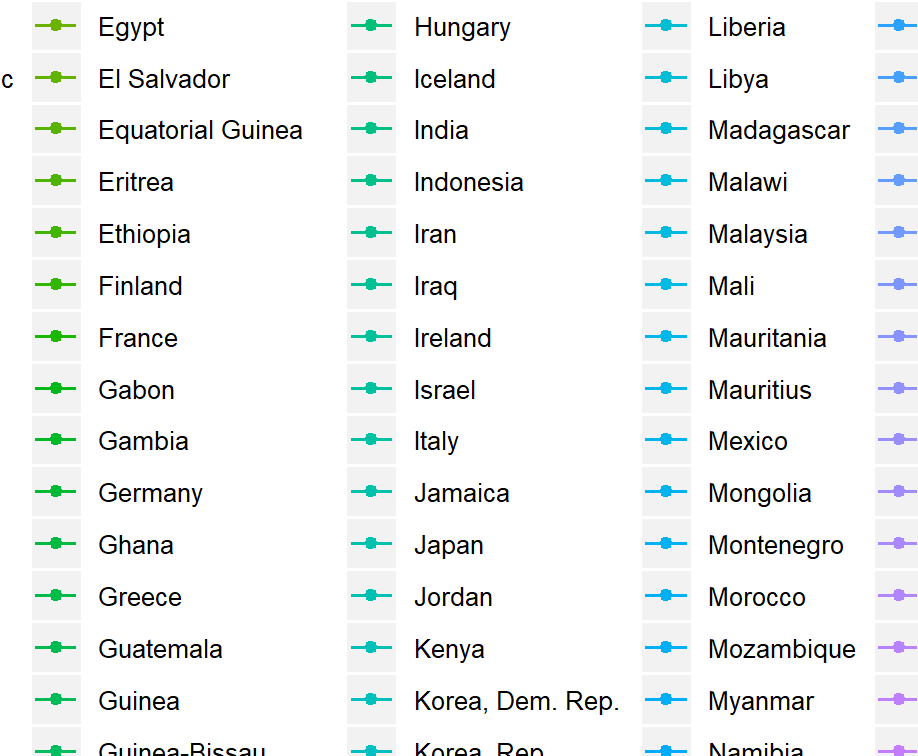 Egypt
c
El Salvador
Equatorial Guinea
Eritrea
Ethiopia
Finland
France
Gabon
Gambia
Germany
Ghana
Greece
Guatemala
Guinea
Guinea-Bissau
Hungary
Iceland
India
Indonesia
Iran
Iraq
Ireland
Israel
Italy
Jamaica
Japan
Jordan
Kenya
Korea, Dem. Rep.
Korea, Rep.
Liberia
Libya
Madagascar
Malawi
Malaysia
Mali
Mauritania
Mauritius
Mexico
Mongolia
Montenegro
Morocco
Mozambique
Myanmar
Namibia